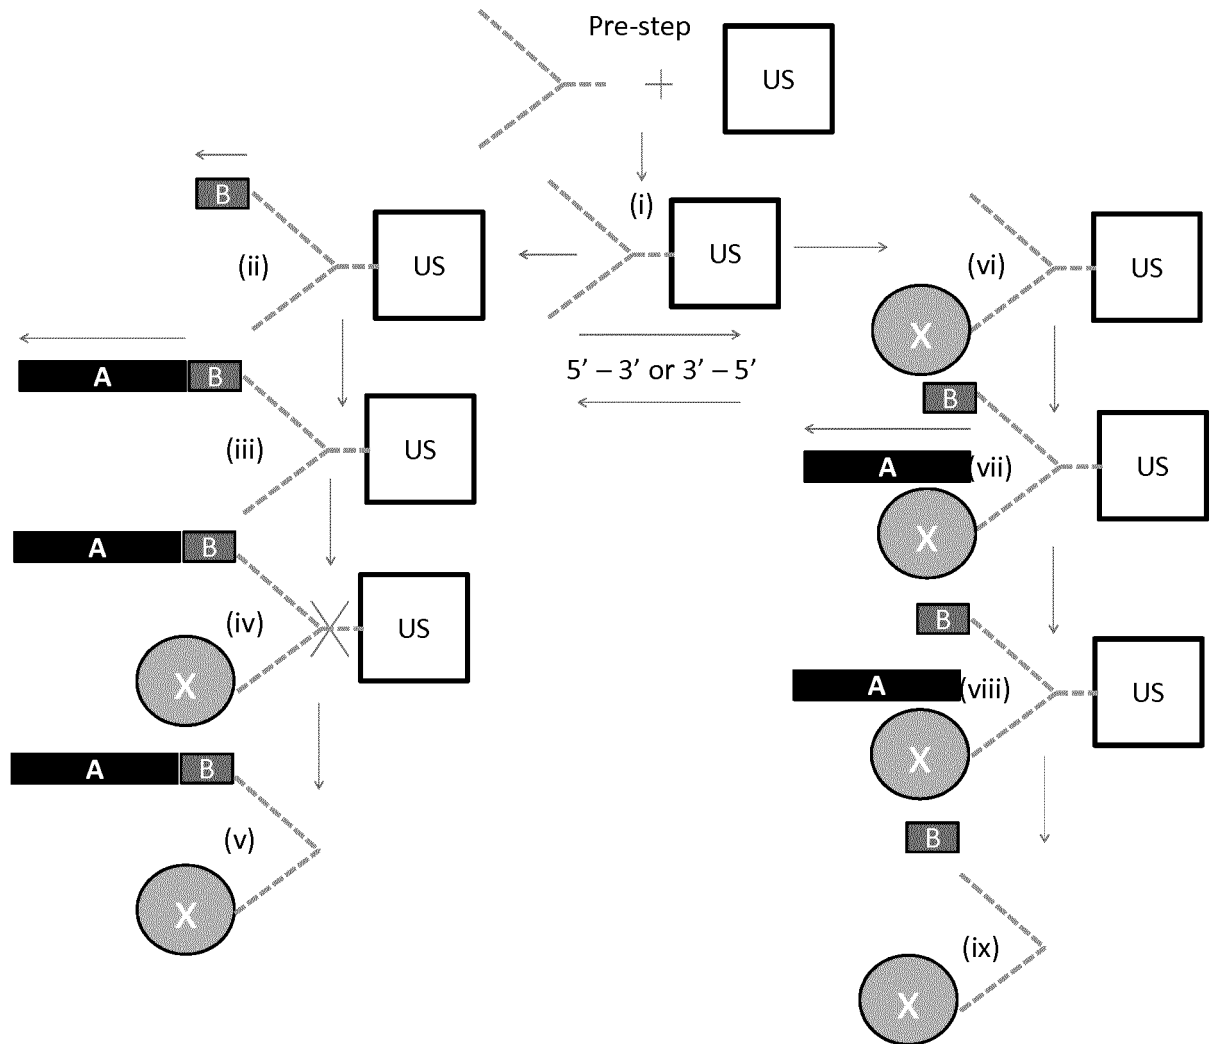 Pre-step
US
(i)
US
B
(ii)
US
(vi)
US
X
5’ – 3’ or 3’ – 5’
A B
(iii)
US
B
A (vii)
US
X
A B
(iv)
US
X
B
A (viii)
US
X
A B
(v)
X
B
(ix)
X